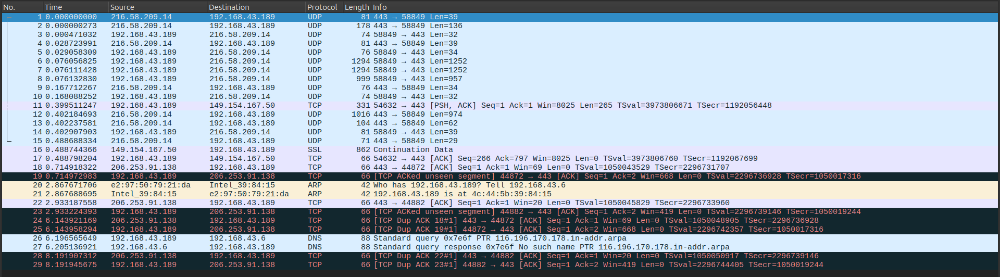 No. Time Source Destination Protocol Length Info
1 0.000000000 216.58.209.14 192.168.43.189 UDP 81 443 → 58849 Len=39
2 0.000000273 216.58.209.14 192.168.43.189 UDP 178 443 → 58849 Len=136
3 0.000471032 192.168.43.189 216.58.209.14 UDP 74 58849 → 443 Len=32
4 0.028723991 216.58.209.14 192.168.43.189 UDP 81 443 → 58849 Len=39
5 0.029058309 192.168.43.189 216.58.209.14 UDP 76 58849 → 443 Len=34
6 0.076056825 192.168.43.189 216.58.209.14 UDP 1294 58849 → 443 Len=1252
7 0.076111428 192.168.43.189 216.58.209.14 UDP 1294 58849 → 443 Len=1252
8 0.076132830 192.168.43.189 216.58.209.14 UDP 999 58849 → 443 Len=957
9 0.167712267 216.58.209.14 192.168.43.189 UDP 76 443 → 58849 Len=34
10 0.168088252 192.168.43.189 216.58.209.14 UDP 74 58849 → 443 Len=32
11 0.399511247 192.168.43.189 149.154.167.50 TCP 331 54632 → 443 [PSH, ACK] Seq=1 Ack=1 Win=8025 Len=265 TSval=3973806671 TSecr=1192056448
12 0.402184693 216.58.209.14 192.168.43.189 UDP 1016 443 → 58849 Len=974
13 0.402237581 216.58.209.14 192.168.43.189 UDP 104 443 → 58849 Len=62
14 0.402907903 192.168.43.189 216.58.209.14 UDP 81 58849 → 443 Len=39
15 0.488688334 216.58.209.14 192.168.43.189 UDP 71 443 → 58849 Len=29
16 0.488744366 149.154.167.50 192.168.43.189 SSL 862 Continuation Data
17 0.488798204 192.168.43.189 149.154.167.50 TCP 66 54632 → 443 [ACK] Seq=266 Ack=797 Win=8025 Len=0 TSval=3973806760 TSecr=1192067699
18 0.714918322 206.253.91.138 192.168.43.189 TCP 66 443 → 44872 [ACK] Seq=1 Ack=1 Win=69 Len=0 TSval=1050043529 TSecr=2296731707
19 0.714972983 192.168.43.189 206.253.91.138 TCP 66 [TCP ACKed unseen segment] 44872 → 443 [ACK] Seq=1 Ack=2 Win=668 Len=0 TSval=2296736928 TSecr=1050017316
20 2.867671706 e2:97:50:79:21:da Intel_39:84:15 ARP 42 Who has 192.168.43.189? Tell 192.168.43.6
21 2.867688695 Intel_39:84:15 e2:97:50:79:21:da ARP 42 192.168.43.189 is at 4c:44:5b:39:84:15
22 2.933187558 206.253.91.138 192.168.43.189 TCP 66 443 → 44882 [ACK] Seq=1 Ack=1 Win=20 Len=0 TSval=1050045829 TSecr=2296733960
23 2.933224393 192.168.43.189 206.253.91.138 TCP 66 [TCP ACKed unseen segment] 44882 → 443 [ACK] Seq=1 Ack=2 Win=419 Len=0 TSval=2296739146 TSecr=1050019244
24 6.143921169 206.253.91.138 192.168.43.189 TCP 66 [TCP Dup ACK 18#1] 443 → 44872 [ACK] Seq=1 Ack=1 Win=69 Len=0 TSval=1050048905 TSecr=2296736928
25 6.143958294 192.168.43.189 206.253.91.138 TCP 66 [TCP Dup ACK 19#1] 44872 → 443 [ACK] Seq=1 Ack=2 Win=668 Len=0 TSval=2296742357 TSecr=1050017316
26 6.196565649 192.168.43.189 192.168.43.6 DNS 88 Standard query 0x7e6f PTR 116.196.170.178.in-addr.arpa
27 6.205136921 192.168.43.6 192.168.43.189 DNS 88 Standard query response 0x7e6f No such name PTR 116.196.170.178.in-addr.arpa
28 8.191907312 206.253.91.138 192.168.43.189 TCP 66 [TCP Dup ACK 22#1] 443 → 44882 [ACK] Seq=1 Ack=1 Win=20 Len=0 TSval=1050050917 TSecr=2296739146
29 8.191945675 192.168.43.189 206.253.91.138 TCP 66 [TCP Dup ACK 23#1] 44882 → 443 [ACK] Seq=1 Ack=2 Win=419 Len=0 TSval=2296744405 TSecr=1050019244